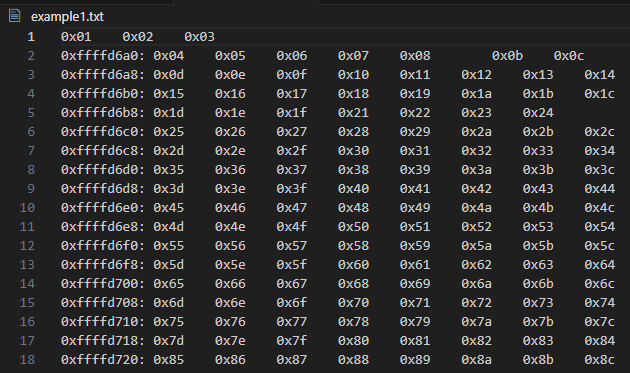 example1.txt
1 0x01 0x02 0x03
2 0xffffd6a0: 0x04 0x05 0x06 0x07 0x08 0x0b 0x0c
3 0xffffd6a8: 0x0d 0x0e 0x0f 0x10 0x11 0x12 0x13 0x14
4 0xffffd6b0: 0x15 0x16 0x17 0x18 0x19 0x1a 0x1b 0x1c
5 0xffffd6b8: 0x1d 0x1e 0x1f 0x21 0x22 0x23 0x24
6 0xffffd6c0: 0x25 0x26 0x27 0x28 0x29 0x2a 0x2b 0x2c
7 0xffffd6c8: 0x2d 0x2e 0x2f 0x30 0x31 0x32 0x33 0x34
8 0xffffd6d0: 0x35 0x36 0x37 0x38 0x39 0x3a 0x3b 0x3c
9 0xffffd6d8: 0x3d 0x3e 0x3f 0x40 0x41 0x42 0x43 0x44
10 0xffffd6e0: 0x45 0x46 0x47 0x48 0x49 0x4a 0x4b 0x4c
11 0xffffd6e8: 0x4d 0x4e 0x4f 0x50 0x51 0x52 0x53 0x54
12 0xffffd6f0: 0x55 0x56 0x57 0x58 0x59 0x5a 0x5b 0x5c
13 0xffffd6f8: 0x5d 0x5e 0x5f 0x60 0x61 0x62 0x63 0x64
14 0xffffd700: 0x65 0x66 0x67 0x68 0x69 0x6a 0x6b 0x6c
15 0xffffd708: 0x6d 0x6e 0x6f 0x70 0x71 0x72 0x73 0x74
16 0xffffd710: 0x75 0x76 0x77 0x78 0x79 0x7a 0x7b 0x7c
17 0xffffd718: 0x7d 0x7e 0x7f 0x80 0x81 0x82 0x83 0x84
18 0xffffd720: 0x85 0x86 0x87 0x88 0x89 0x8a 0x8b 0x8c